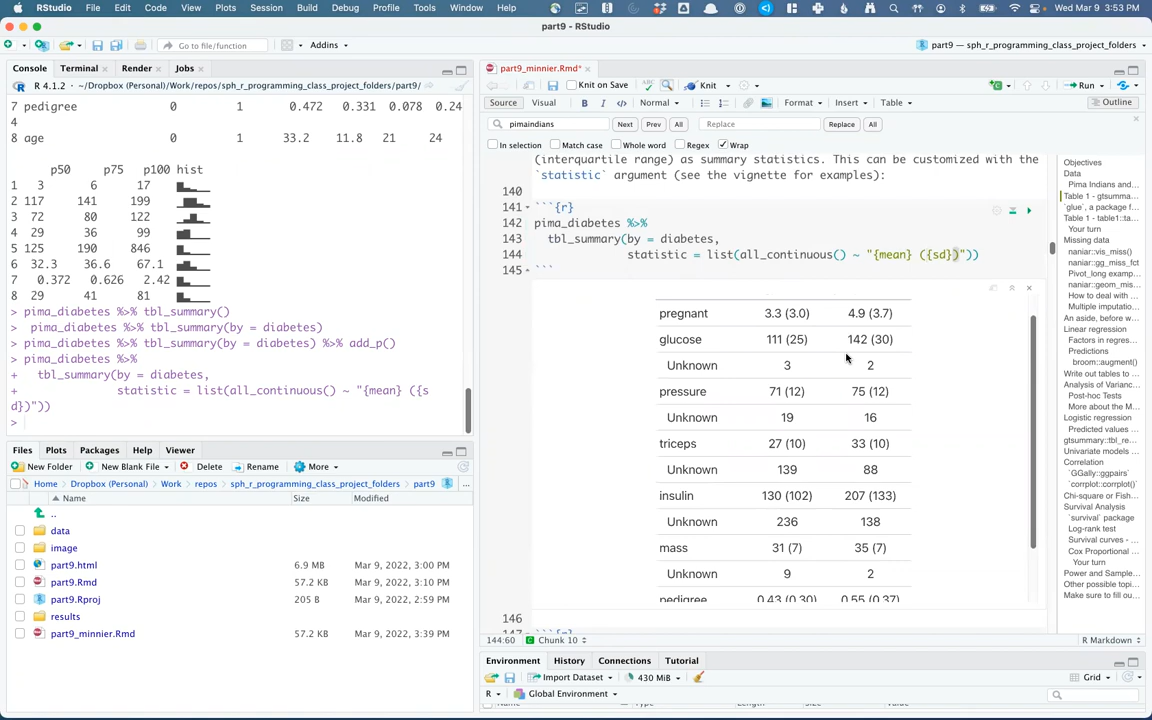 RStudio File Edit Code View Plots Session Build Debug Profile Tools Window Help Wed Mar 9 3:53 PM
part9 - RStudio
Go to file/function Addins part9 — sph_r_programming_class_project_folders
Console Terminal Render Jobs
R 4.1.2 · ~/Dropbox (Personal)/Work/repos/sph_r_programming_class_project_folders/part9/
7 pedigree 0 1 0.472 0.331 0.078 0.24
4
8 age 0 1 33.2 11.8 21 24
p50 p75 p100 hist
1 3 6 17
2 117 141 199
3 72 80 122
4 29 36 99
5 125 190 846
6 32.3 36.6 67.1
7 0.372 0.626 2.42
8 29 41 81
> pima_diabetes %>% tbl_summary()
> pima_diabetes %>% tbl_summary(by = diabetes)
> pima_diabetes %>% tbl_summary(by = diabetes) %>% add_p()
> pima_diabetes %>%
+ tbl_summary(by = diabetes,
+ statistic = list(all_continuous() ~ "{mean} ({s
d})"))
>
Files Plots Packages Help Viewer
New Folder New Blank File Delete Rename More
Home Dropbox (Personal) Work repos sph_r_programming_class_project_folders part9 ...
Name Size Modified
..
data
image
part9.html 6.9 MB Mar 9, 2022, 3:00 PM
part9.Rmd 57.2 KB Mar 9, 2022, 3:10 PM
part9.Rproj 205 B Mar 9, 2022, 2:59 PM
results
part9_minnier.Rmd 57.2 KB Mar 9, 2022, 3:39 PM
part9_minnier.Rmd*
Knit on Save Knit Run
Source Visual B I Normal Format Insert Table Outline
pimaindians Next Prev All Replace Replace All
In selection Match case Whole word Regex Wrap
(interquartile range) as summary statistics. This can be customized with the
`statistic` argument (see the vignette for examples):
140
141 ```{r}
142 pima_diabetes %>%
143 tbl_summary(by = diabetes,
144 statistic = list(all_continuous() ~ "{mean} ({sd})"))
145 ```
pregnant 3.3 (3.0) 4.9 (3.7)
glucose 111 (25) 142 (30)
Unknown 3 2
pressure 71 (12) 75 (12)
Unknown 19 16
triceps 27 (10) 33 (10)
Unknown 139 88
insulin 130 (102) 207 (133)
Unknown 236 138
mass 31 (7) 35 (7)
Unknown 9 2
pedigree 0.43 (0.30) 0.55 (0.37)
146
147 ```{r}
144:60 Chunk 10 R Markdown
Objectives
Data
Pima Indians and...
Table 1 - gtsumma...
`glue`, a package f...
Table 1 - table1::ta...
Your turn
Missing data
naniar::vis_miss()
naniar::gg_miss_fct
Pivot_long examp...
naniar::geom_mis...
How to deal with ...
Multiple imputatio...
An aside, before w...
Linear regression
Factors in regres...
Predictions
broom::augment()
Write out tables to ...
Analysis of Varianc...
Post-hoc Tests
More about the M...
Logistic regression
Predicted values ...
gtsummary::tbl_re...
Univariate models ...
Correlation
`GGally::ggpairs`
`corrplot::corrplot()`
Chi-square or Fish...
Survival Analysis
`survival` package
Log-rank test
Survival curves - ...
Cox Proportional ...
Your turn
Power and Sample...
Other possible topi...
Make sure to fill ou...
Environment History Connections Tutorial
Import Dataset 430 MiB Grid
R Global Environment